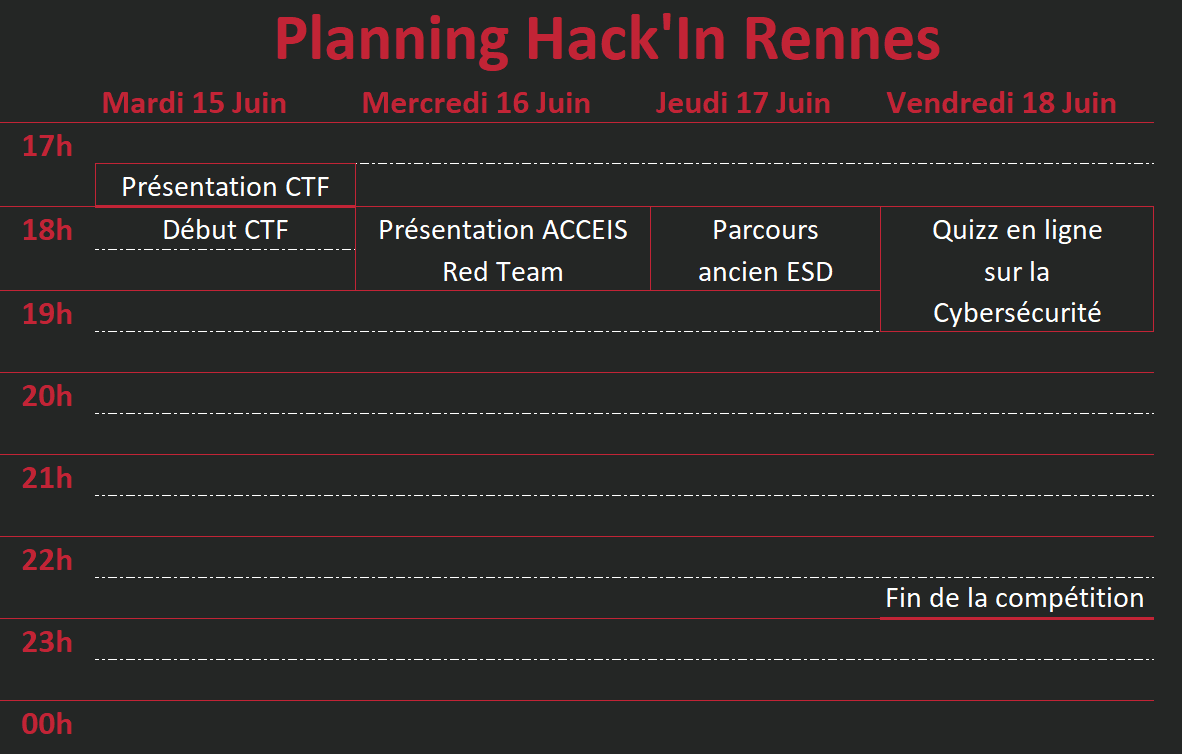 Planning Hack'In Rennes
Mardi 15 Juin Mercredi 16 Juin Jeudi 17 Juin Vendredi 18 Juin
17h
Présentation CTF
18h Début CTF Présentation ACCEIS Parcours Quizz en ligne
Red Team ancien ESD sur la
19h Cybersécurité
20h
21h
22h
Fin de la compétition
23h
00h